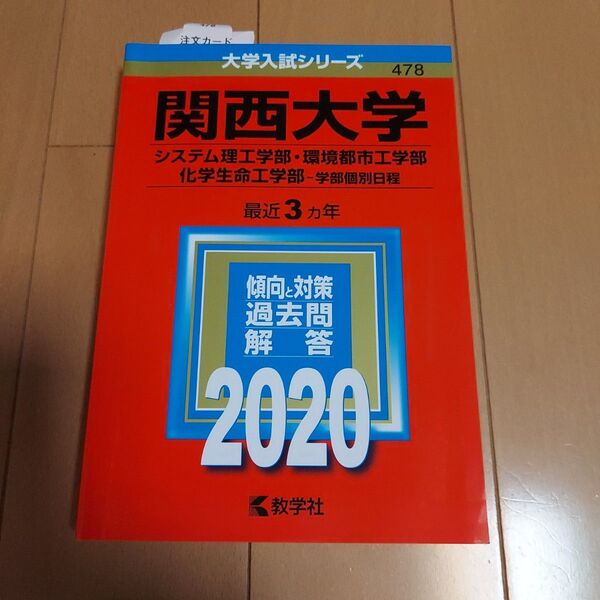 478
注文カード
大学入試シリーズ
478
関西大学
システム理工学部・環境都市工学部
化学生命工学部－学部個別日程
最近3カ年
傾向と対策
過去問
解答
2020
教学社